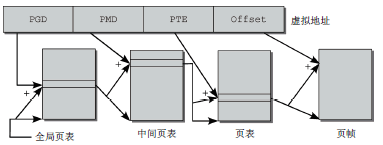 PGD PMD PTE Offset 虚拟地址
+ + +
全局页表 中间页表 页表 页帧